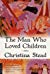 The Man Who
Loved Children
Christina Stead